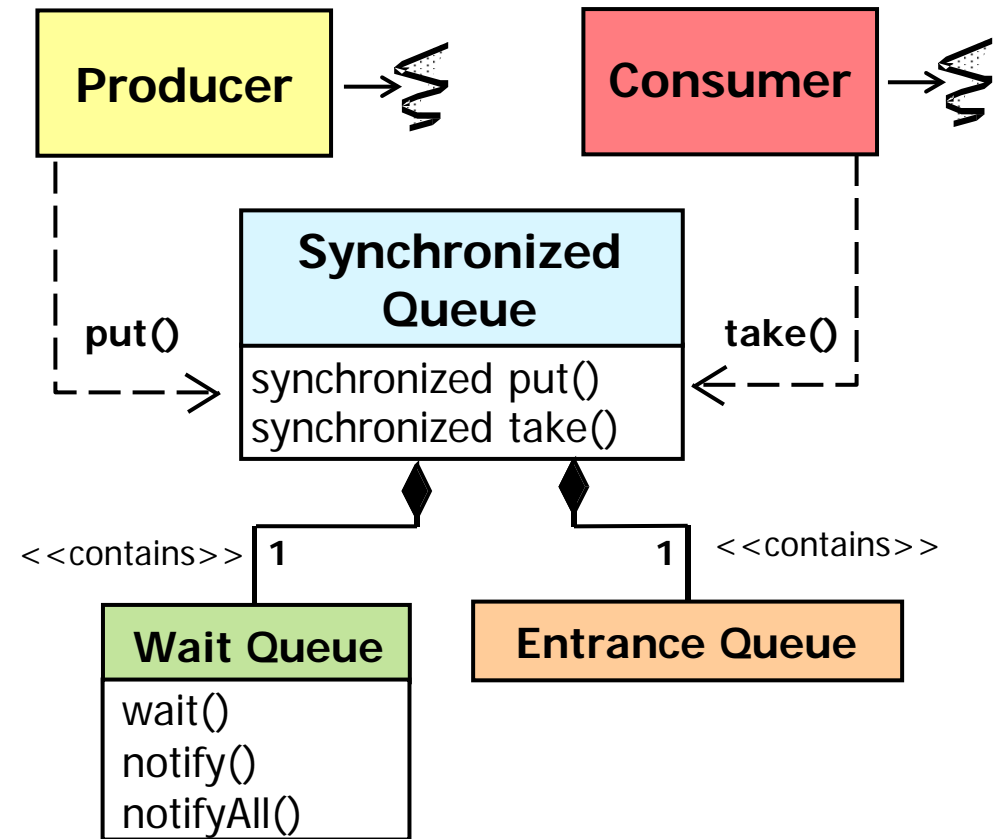 Producer
Consumer
Synchronized
Queue
put()
take()
synchronized put()
synchronized take()
<<contains>>
1
1
<<contains>>
Wait Queue
Entrance Queue
wait()
notify()
notifyAll()